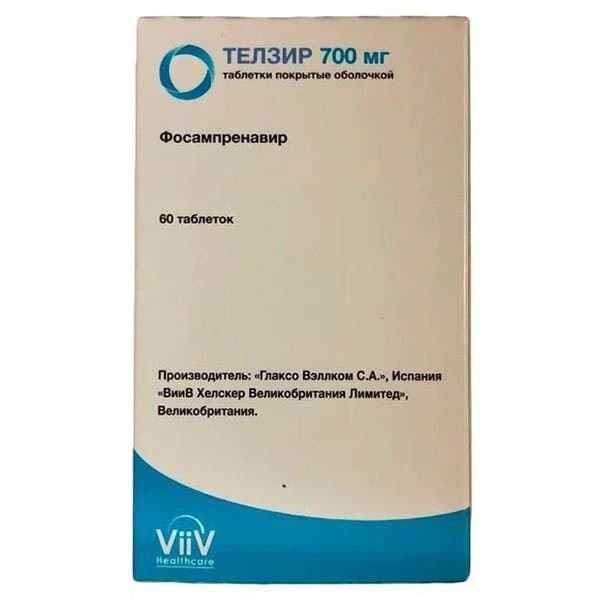 ТЕЛЗИР 700 мг
таблетки покрытые оболочкой
Фосампренавир
60 таблеток
Производитель: «Глаксо Вэллком С.А.», Испания
«ВииВ Хелскер Великобритания Лимитед»,
Великобритания.
ViiV
Healthcare